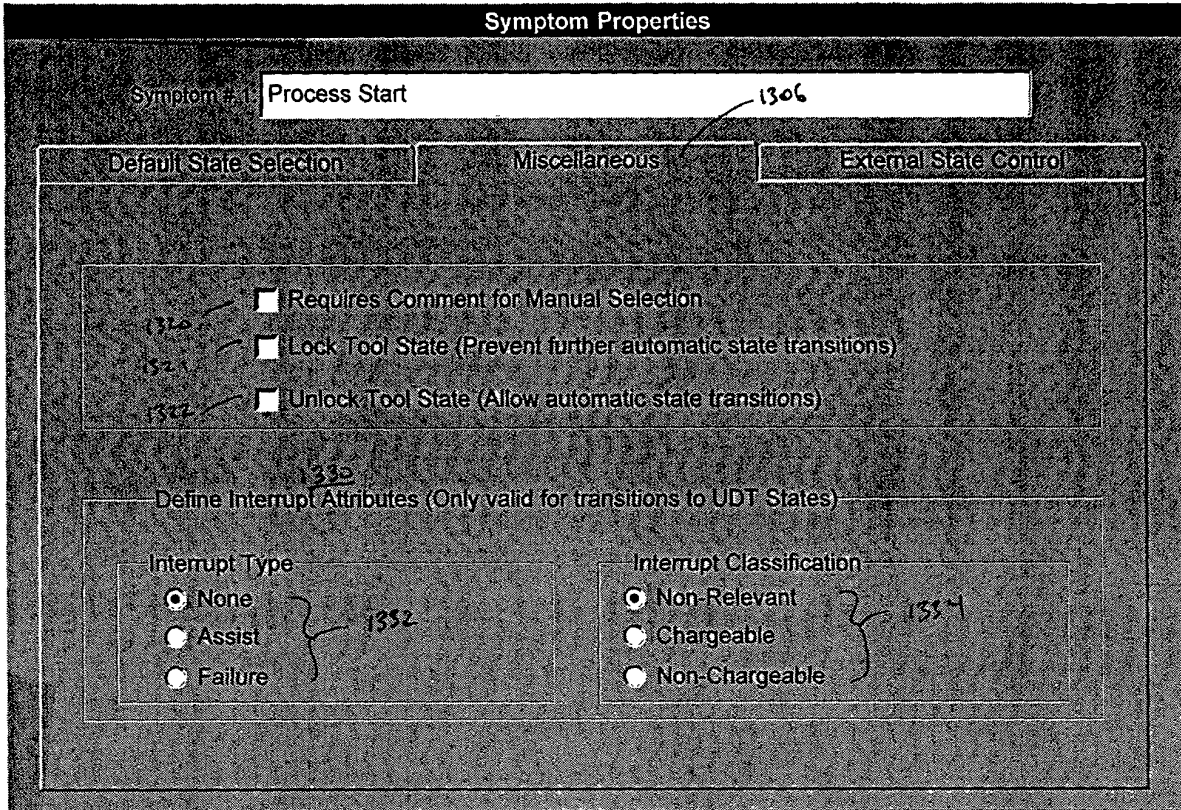 Symptom Properties
Symptom # 1 Process Start
1306
Default State Selection Miscellaneous External State Control
Requires Comment for Manual Selection
1320
Lock Tool State (Prevent further automatic state transitions)
Unlock Tool State (Allow automatic state transitions)
1322
1330
Define Interrupt Attributes (Only valid for transitions to UDT States)
Interrupt Type Interrupt Classification
None Non-Relevant
1332 1334
Assist Chargeable
Failure Non-Chargeable